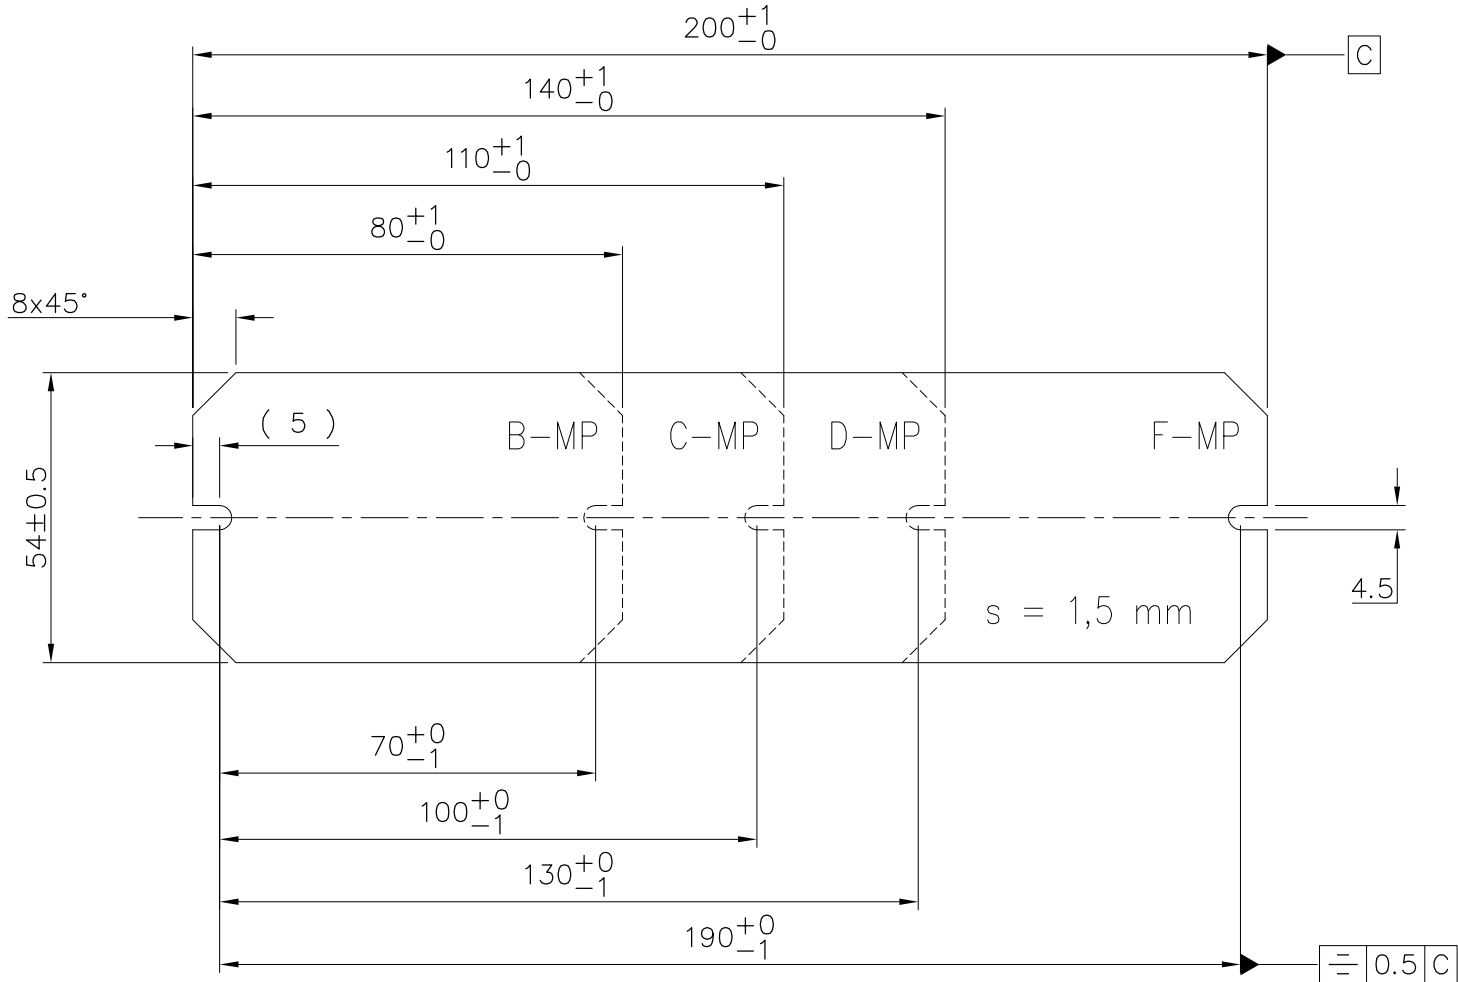 200+1-0
C
140+1-0
110+1-0
80+1-0
8x45°
( 5 )
B-MP C-MP D-MP F-MP
54±0.5
4.5
s = 1,5 mm
70+0-1
100+0-1
130+0-1
190+0-1
⌯ 0.5 C